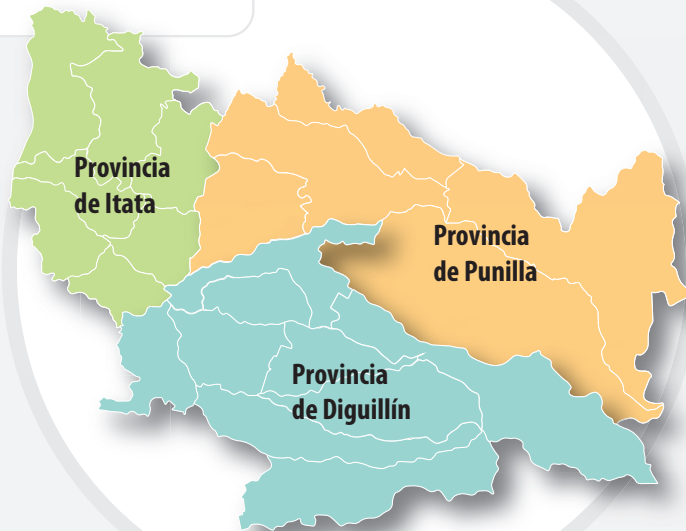 Provincia
de Itata
Provincia
de Punilla
Provincia
de Diguillín